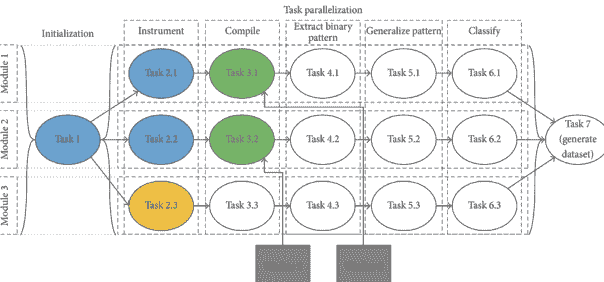 Task parallelization
Initialization
Instrument
Compile
Extract binary
pattern
Generalize pattern
Classify
Module 1
Task 2.1
Task 3.1
Task 4.1
Task 5.1
Task 6.1
Module 2
Task 1
Task 2.2
Task 3.2
Task 4.2
Task 5.2
Task 6.2
Task 7
(generate
dataset)
Module 3
Task 2.3
Task 3.3
Task 4.3
Task 5.3
Task 6.3